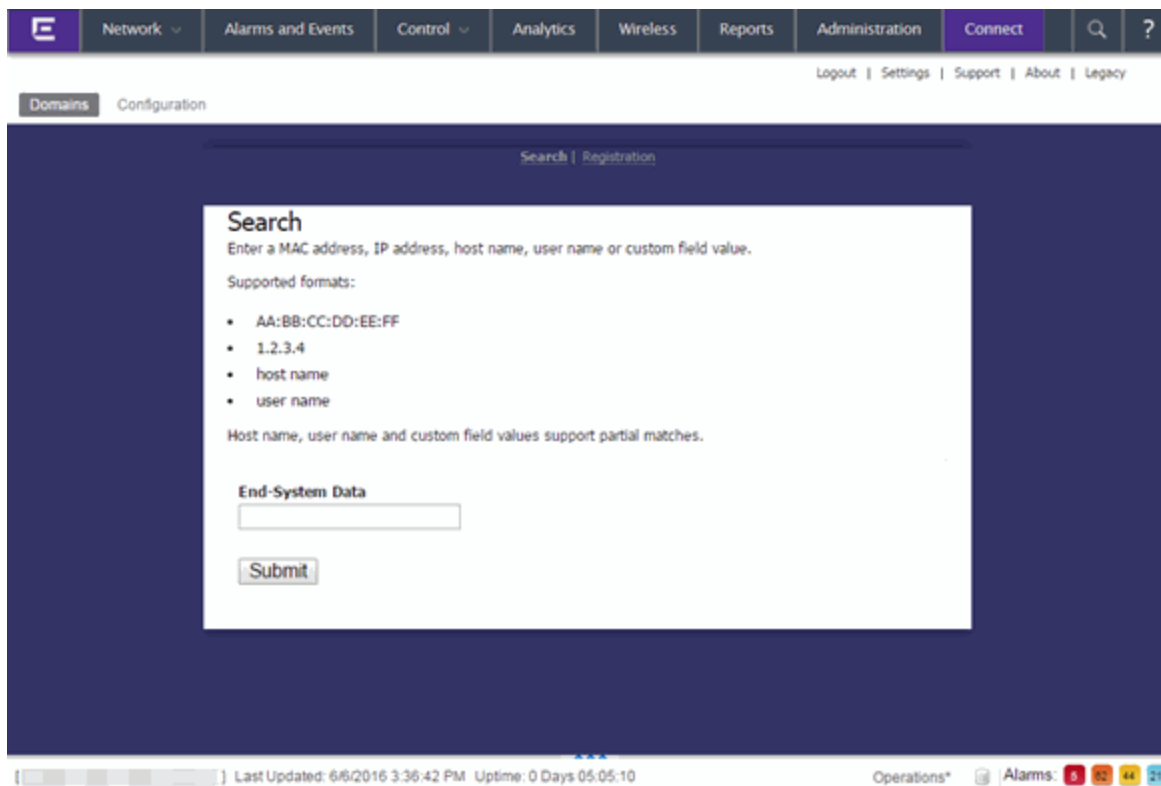 E Network Alarms and Events Control Analytics Wireless Reports Administration Connect ?
Logout | Settings | Support | About | Legacy
Domains Configuration
Search | Registration
Search
Enter a MAC address, IP address, host name, user name or custom field value.
Supported formats:
• AA:BB:CC:DD:EE:FF
• 1.2.3.4
• host name
• user name
Host name, user name and custom field values support partial matches.
End-System Data
Submit
[ ] Last Updated: 6/6/2016 3:36:42 PM Uptime: 0 Days 05:05:10 Operations* Alarms: 5 62 44 21